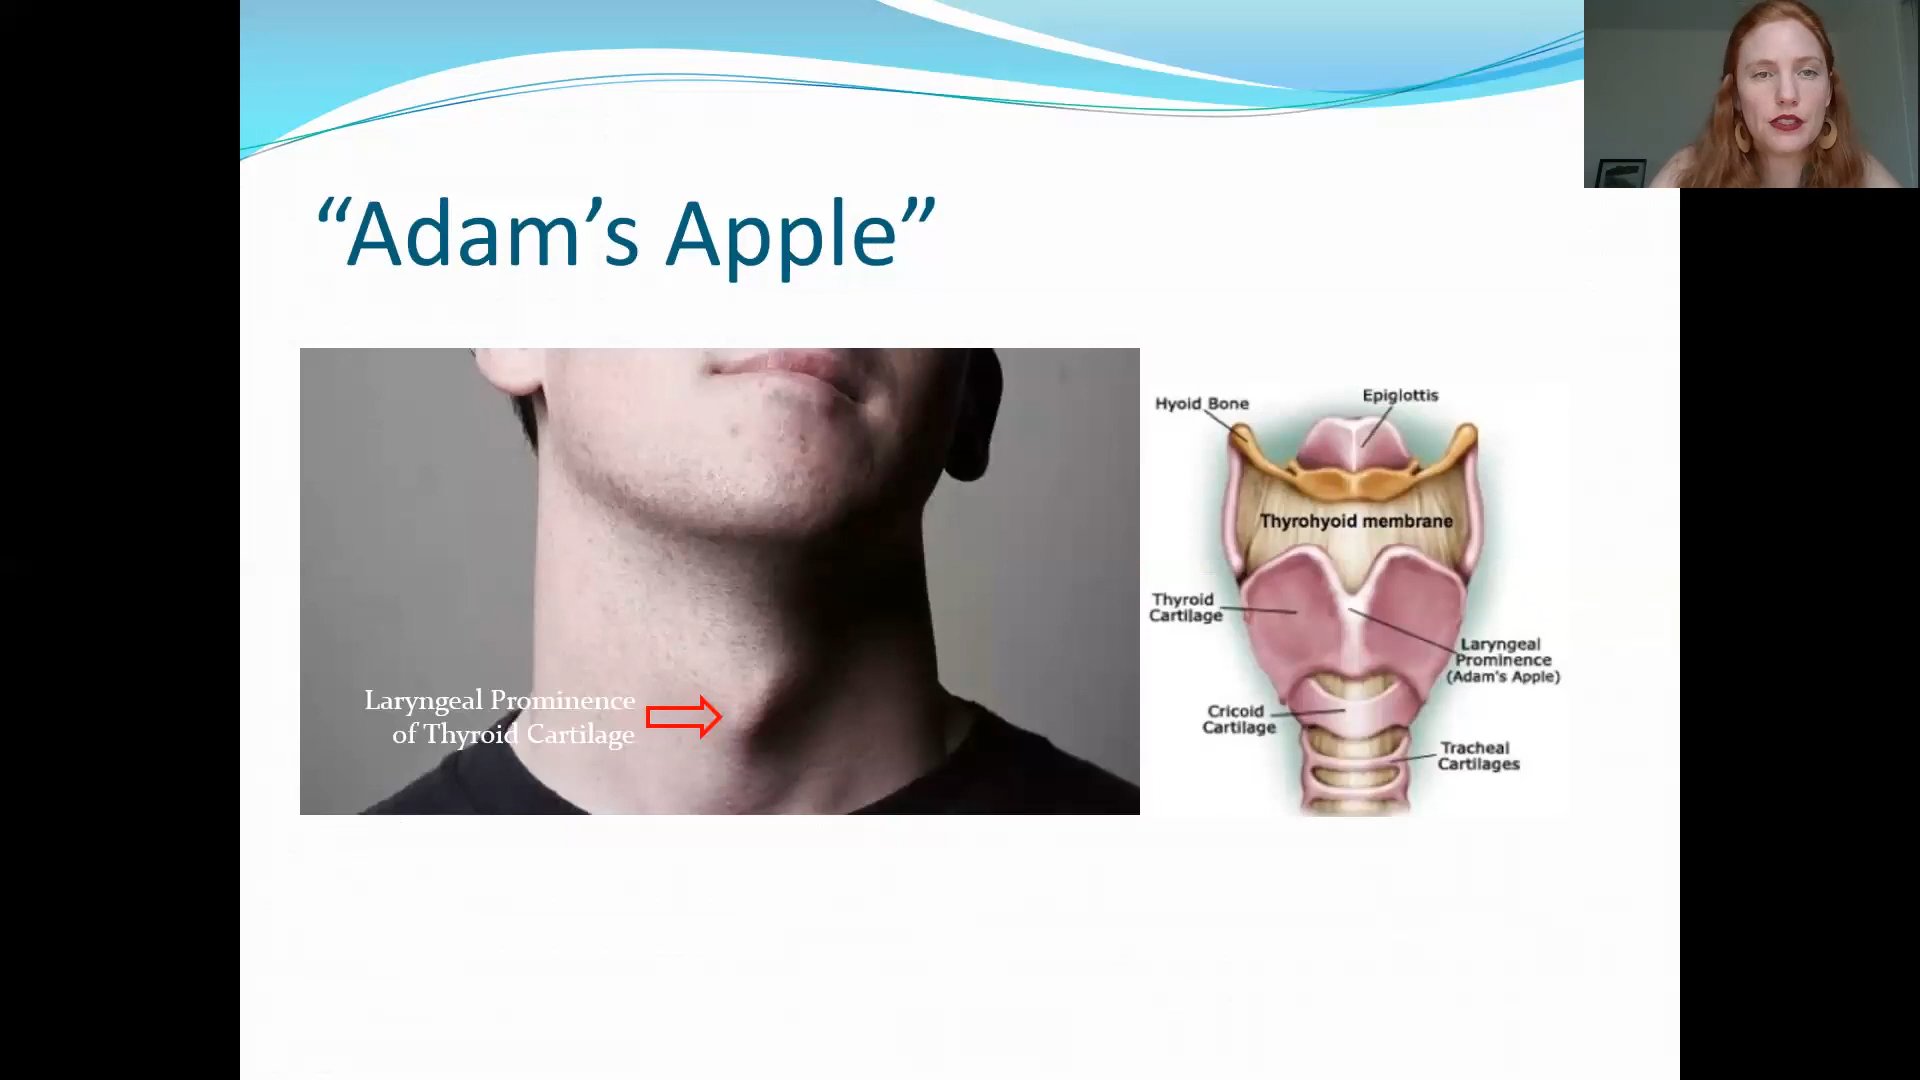 “Adam’s Apple”
Laryngeal Prominence
of Thyroid Cartilage
Hyoid Bone
Epiglottis
Thyrohyoid membrane
Thyroid
Cartilage
Laryngeal
Prominence
(Adam's Apple)
Cricoid
Cartilage
Tracheal
Cartilages